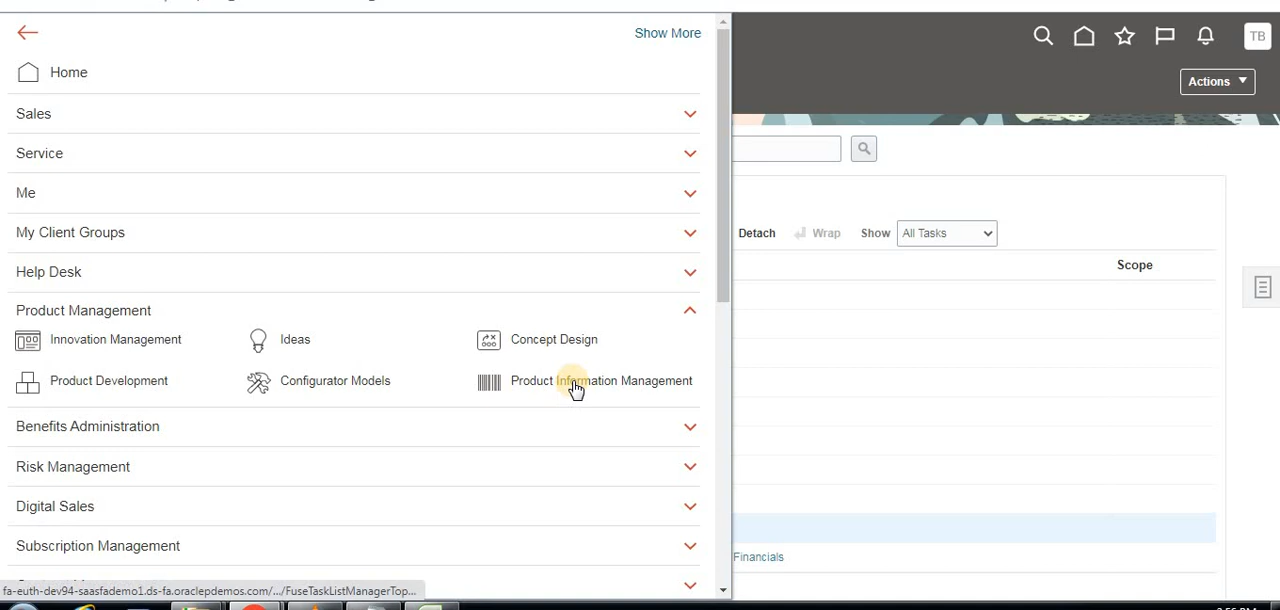 Show More
TB
Home
Actions
Sales
Service
Me
My Client Groups
Detach Wrap Show All Tasks
Help Desk
Scope
Product Management
Innovation Management Ideas Concept Design
Product Development Configurator Models Product Information Management
Benefits Administration
Risk Management
Digital Sales
Subscription Management
Financials
fa-euth-dev94-saasfademo1.ds-fa.oraclepdemos.com/.../FuseTaskListManagerTop...